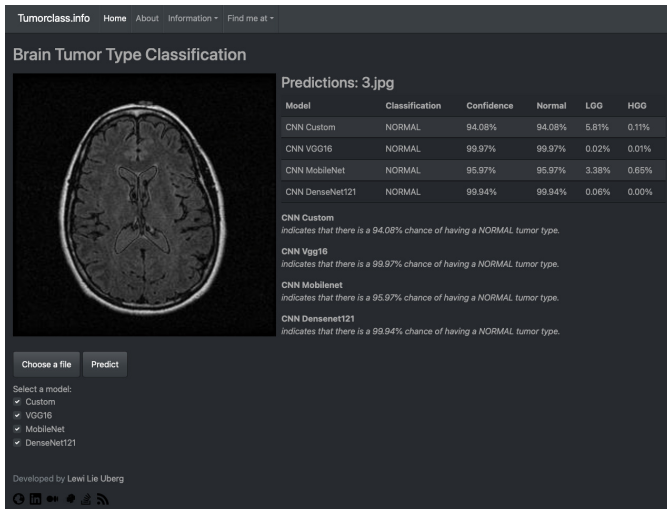 Tumorclass.info Home About Information Find me at
Brain Tumor Type Classification
Predictions: 3.jpg
Model Classification Confidence Normal LGG HGG
CNN Custom NORMAL 94.08% 94.08% 5.81% 0.11%
CNN VGG16 NORMAL 99.97% 99.97% 0.02% 0.01%
CNN MobileNet NORMAL 95.97% 95.97% 3.38% 0.65%
CNN DenseNet121 NORMAL 99.94% 99.94% 0.06% 0.00%
CNN Custom
indicates that there is a 94.08% chance of having a NORMAL tumor type.
CNN Vgg16
indicates that there is a 99.97% chance of having a NORMAL tumor type.
CNN Mobilenet
indicates that there is a 95.97% chance of having a NORMAL tumor type.
CNN Densenet121
indicates that there is a 99.94% chance of having a NORMAL tumor type.
Choose a file Predict
Select a model:
Custom
VGG16
MobileNet
DenseNet121
Developed by Lewi Lie Uberg